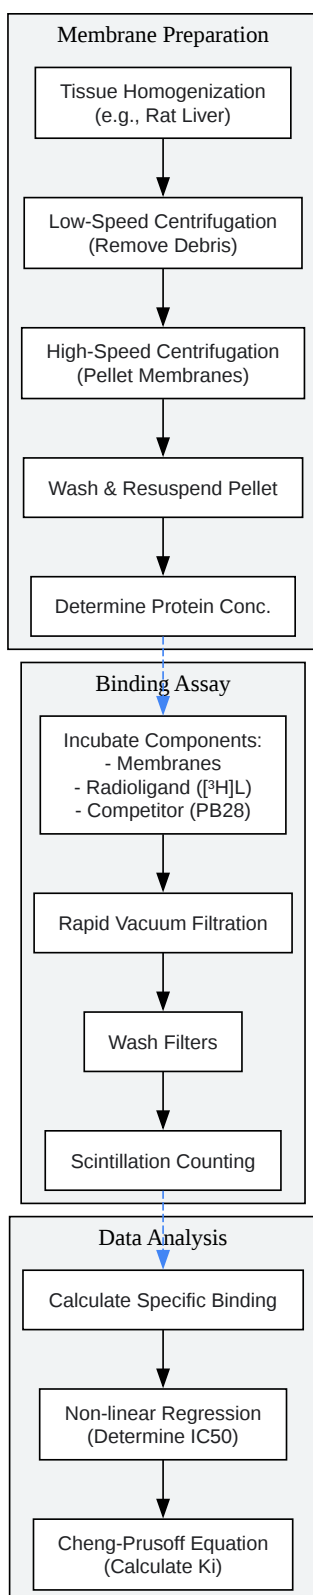 Membrane Preparation
Tissue Homogenization
(e.g., Rat Liver)
Low-Speed Centrifugation
(Remove Debris)
High-Speed Centrifugation
(Pellet Membranes)
Wash & Resuspend Pellet
Determine Protein Conc.
Binding Assay
Incubate Components:
- Membranes
- Radioligand ([³H]L)
- Competitor (PB28)
Rapid Vacuum Filtration
Wash Filters
Scintillation Counting
Data Analysis
Calculate Specific Binding
Non-linear Regression
(Determine IC50)
Cheng-Prusoff Equation
(Calculate Ki)